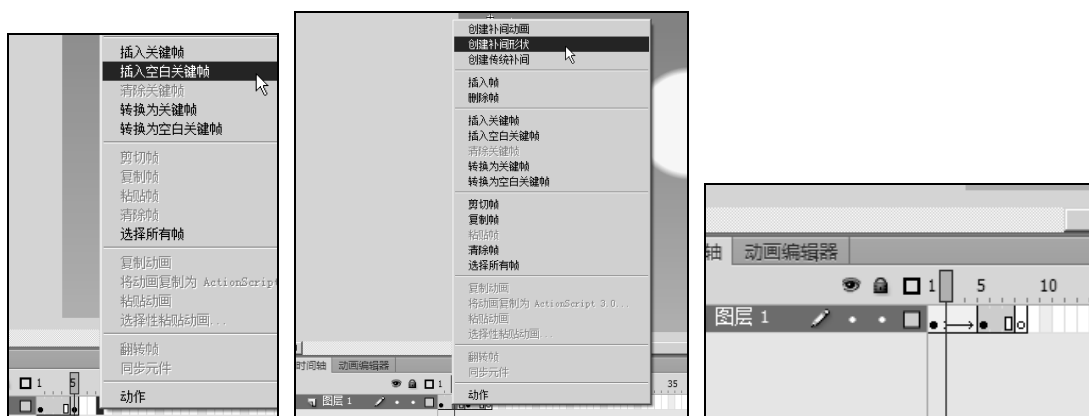 插入关键帧
插入空白关键帧
清除关键帧
转换为关键帧
转换为空白关键帧
剪切帧
复制帧
粘贴帧
清除帧
选择所有帧
复制动画
将动画复制为 ActionScrip
粘贴动画
选择性粘贴动画...
翻转帧
同步元件
动作
1 5
创建补间动画
创建补间形状
创建传统补间
插入帧
删除帧
插入关键帧
插入空白关键帧
清除关键帧
转换为关键帧
转换为空白关键帧
剪切帧
复制帧
粘贴帧
清除帧
选择所有帧
复制动画
将动画复制为 ActionScript 3.0...
粘贴动画
选择性粘贴动画...
翻转帧
同步元件
动作
时间轴 动画编辑器
1 35
图层 1
轴 动画编辑器
1 5 10
图层 1